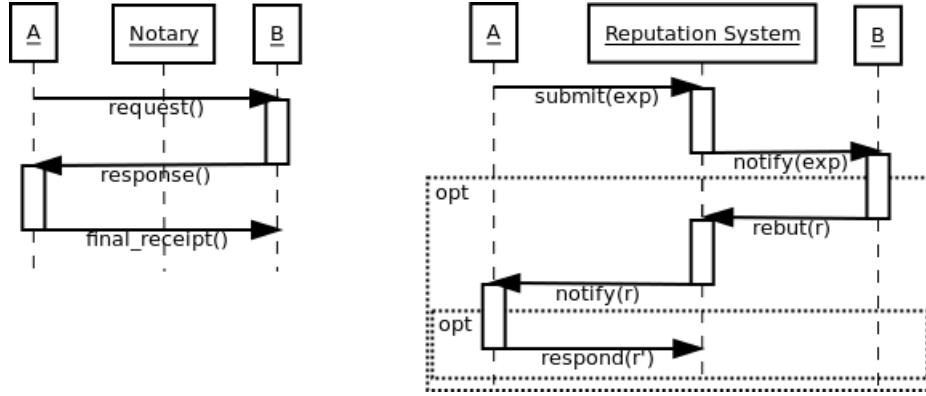 A
Notary
B
request()
response()
final_receipt()
A
Reputation System
B
submit(exp)
notify(exp)
opt
rebut(r)
notify(r)
opt
respond(r')